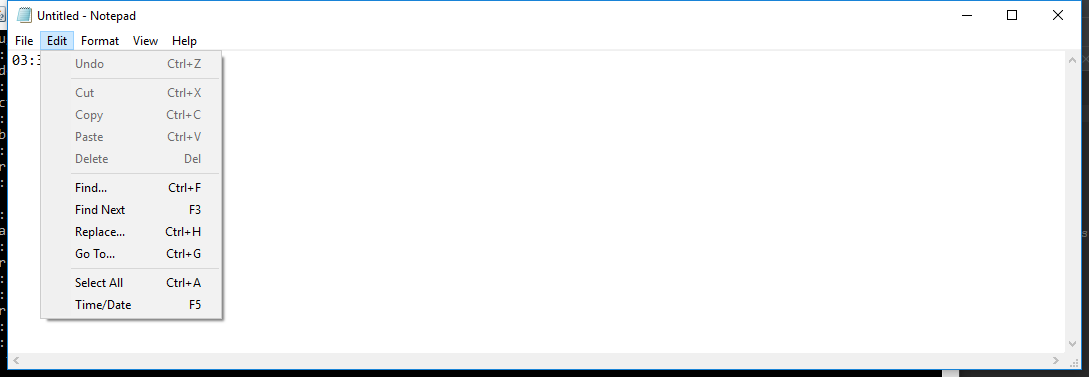 Untitled - Notepad
File Edit Format View Help
03:3
Undo Ctrl+Z
Cut Ctrl+X
Copy Ctrl+C
Paste Ctrl+V
Delete Del
Find... Ctrl+F
Find Next F3
Replace... Ctrl+H
Go To... Ctrl+G
Select All Ctrl+A
Time/Date F5